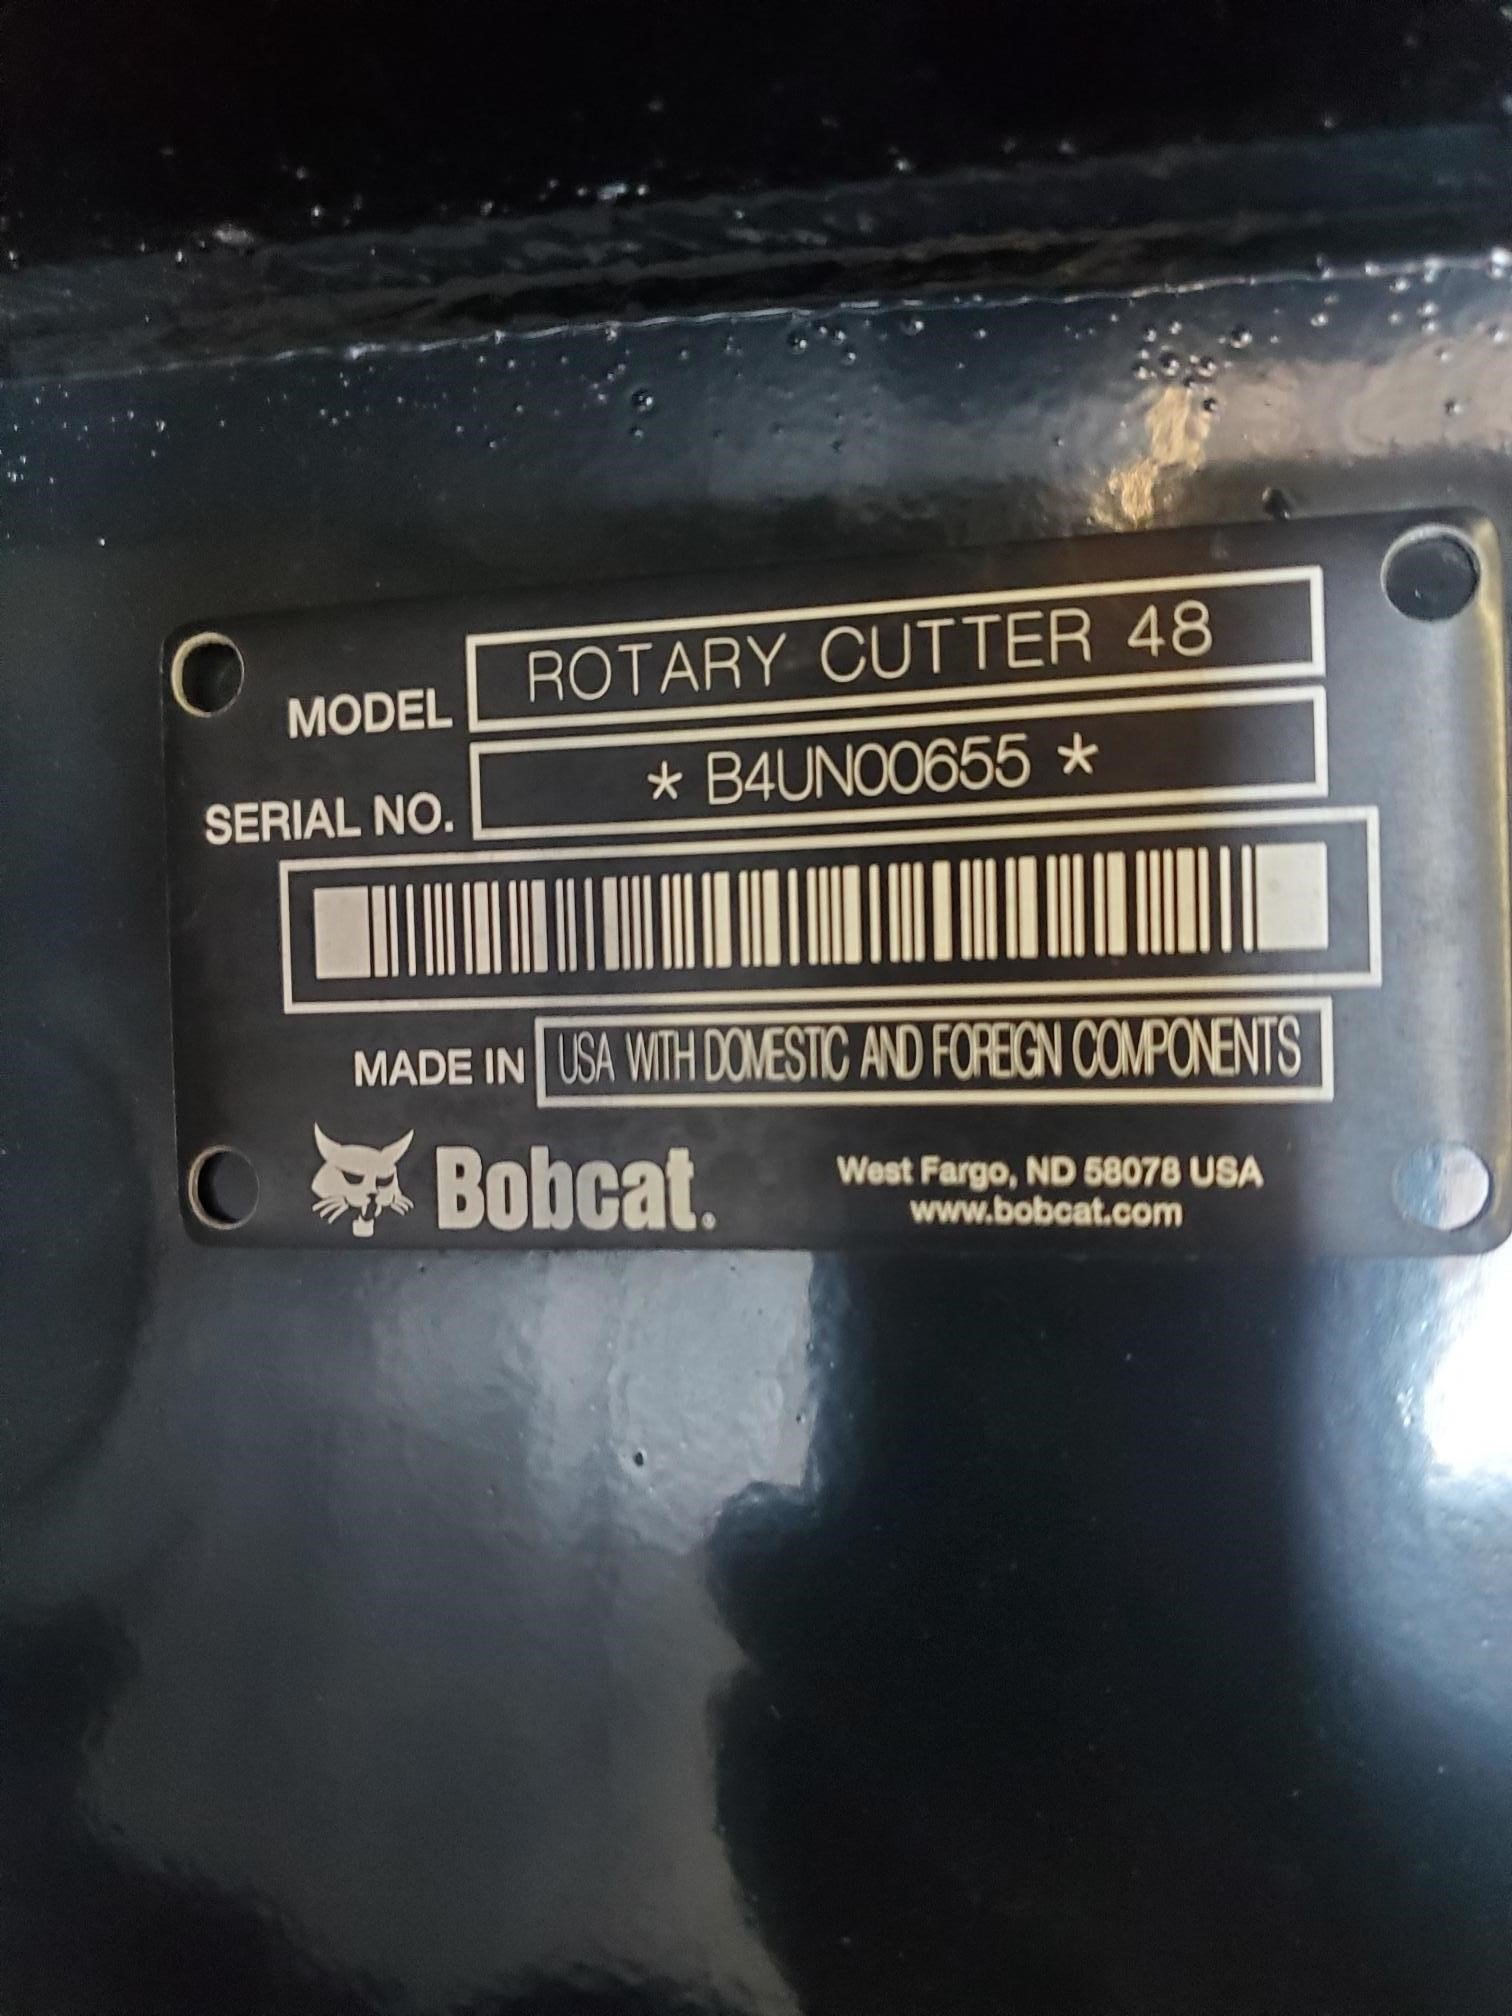 MODEL ROTARY CUTTER 48
SERIAL NO. * B4UN00655 *
MADE IN USA WITH DOMESTIC AND FOREIGN COMPONENTS
Bobcat®
West Fargo, ND 58078 USA
www.bobcat.com